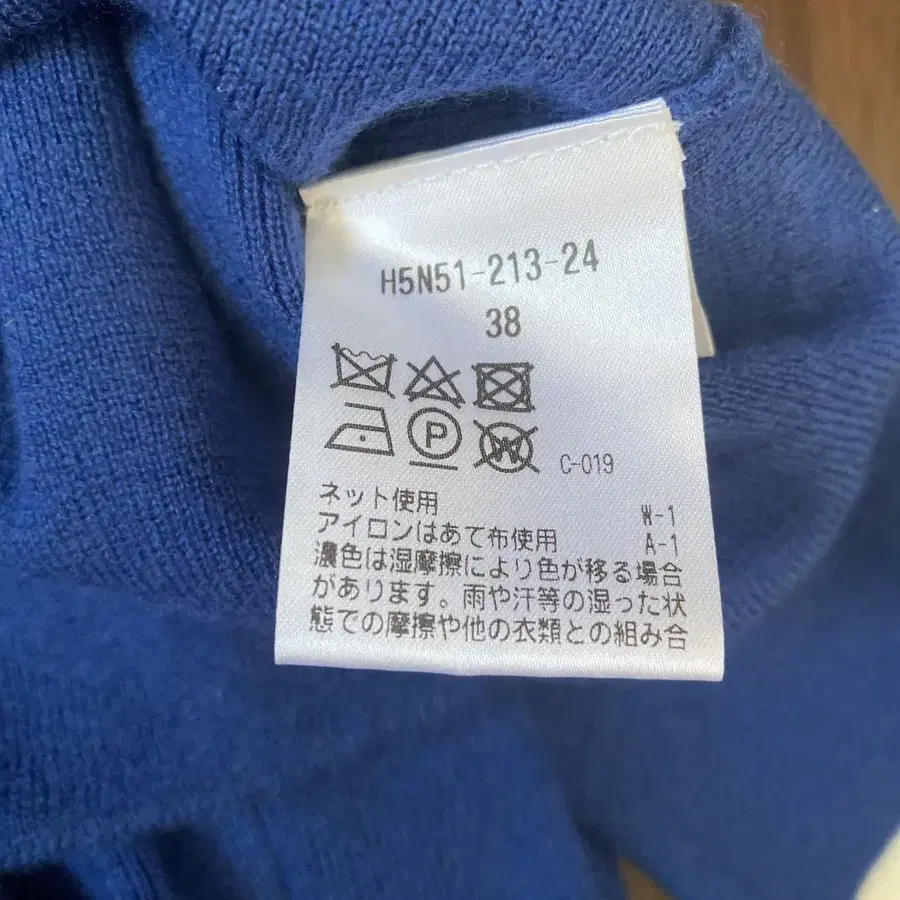 H5N51-213-24
38
P W C-019
ネット使用 W-1
アイロンはあて布使用 A-1
濃色は湿摩擦により色が移る場合
があります。雨や汗等の湿った状
態での摩擦や他の衣類との組み合